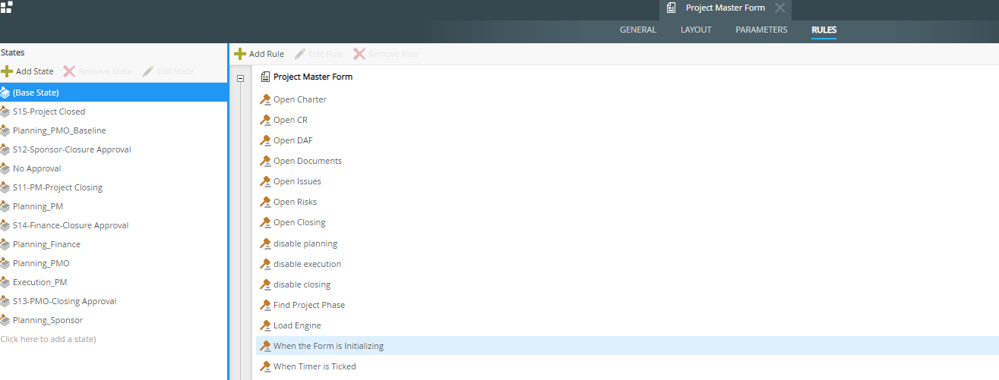 Project Master Form
GENERAL LAYOUT PARAMETERS RULES
States
Add State Remove State Edit State
(Base State)
S15-Project Closed
Planning_PMO_Baseline
S12-Sponsor-Closure Approval
No Approval
S11-PM-Project Closing
Planning_PM
S14-Finance-Closure Approval
Planning_Finance
Planning_PMO
Execution_PM
S13-PMO-Closing Approval
Planning_Sponsor
Click here to add a state)
Add Rule Edit Rule Remove Rule
Project Master Form
Open Charter
Open CR
Open DAF
Open Documents
Open Issues
Open Risks
Open Closing
disable planning
disable execution
disable closing
Find Project Phase
Load Engine
When the Form is Initializing
When Timer is Ticked